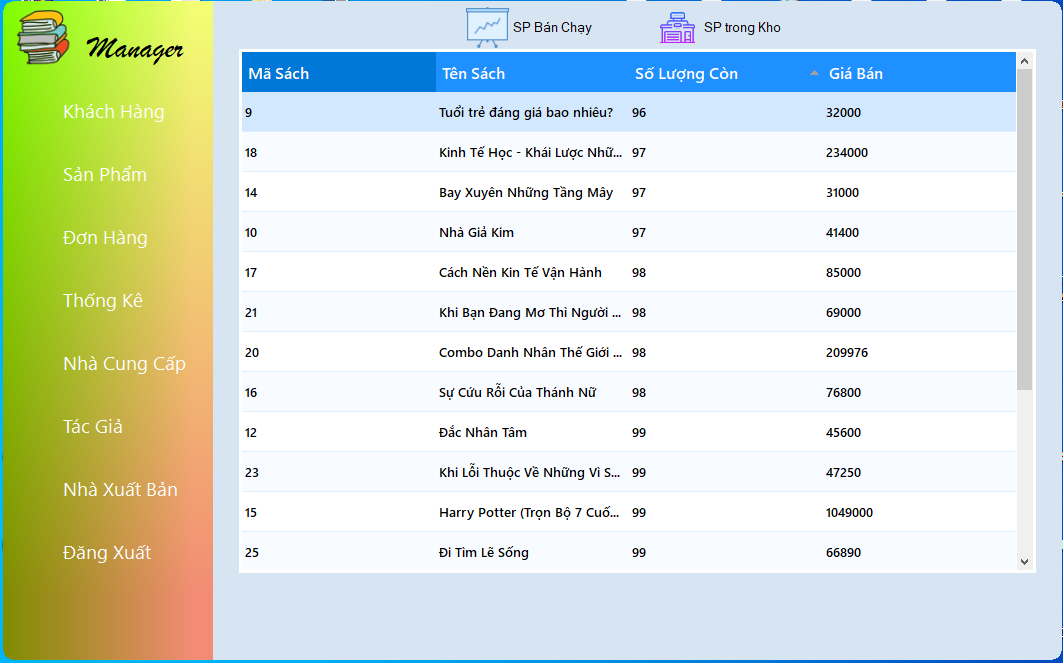 Manager
Khách Hàng
Sản Phẩm
Đơn Hàng
Thống Kê
Nhà Cung Cấp
Tác Giả
Nhà Xuất Bản
Đăng Xuất
SP Bán Chạy SP trong Kho
Mã Sách Tên Sách Số Lượng Còn Giá Bán
9 Tuổi trẻ đáng giá bao nhiêu? 96 32000
18 Kinh Tế Học - Khái Lược Nhữ... 97 234000
14 Bay Xuyên Những Tầng Mây 97 31000
10 Nhà Giả Kim 97 41400
17 Cách Nền Kin Tế Vận Hành 98 85000
21 Khi Bạn Đang Mơ Thì Người ... 98 69000
20 Combo Danh Nhân Thế Giới ... 98 209976
16 Sự Cứu Rỗi Của Thánh Nữ 98 76800
12 Đắc Nhân Tâm 99 45600
23 Khi Lỗi Thuộc Về Những Vì S... 99 47250
15 Harry Potter (Trọn Bộ 7 Cuố... 99 1049000
25 Đi Tìm Lẽ Sống 99 66890